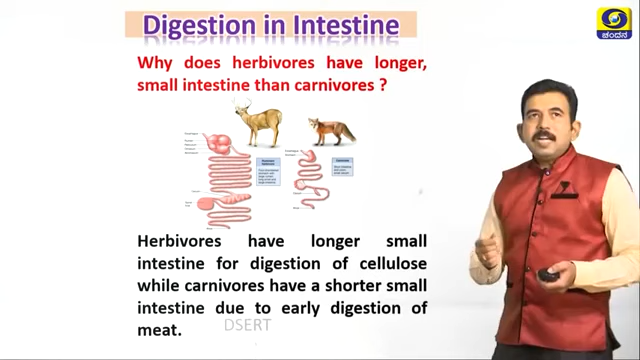 Digestion in Intestine
ಚಂದನ
Why does herbivores have longer,
small intestine than carnivores ?
Herbivores have longer small
intestine for digestion of cellulose
while carnivores have a shorter small
intestine due to early digestion of
meat.
DSERT